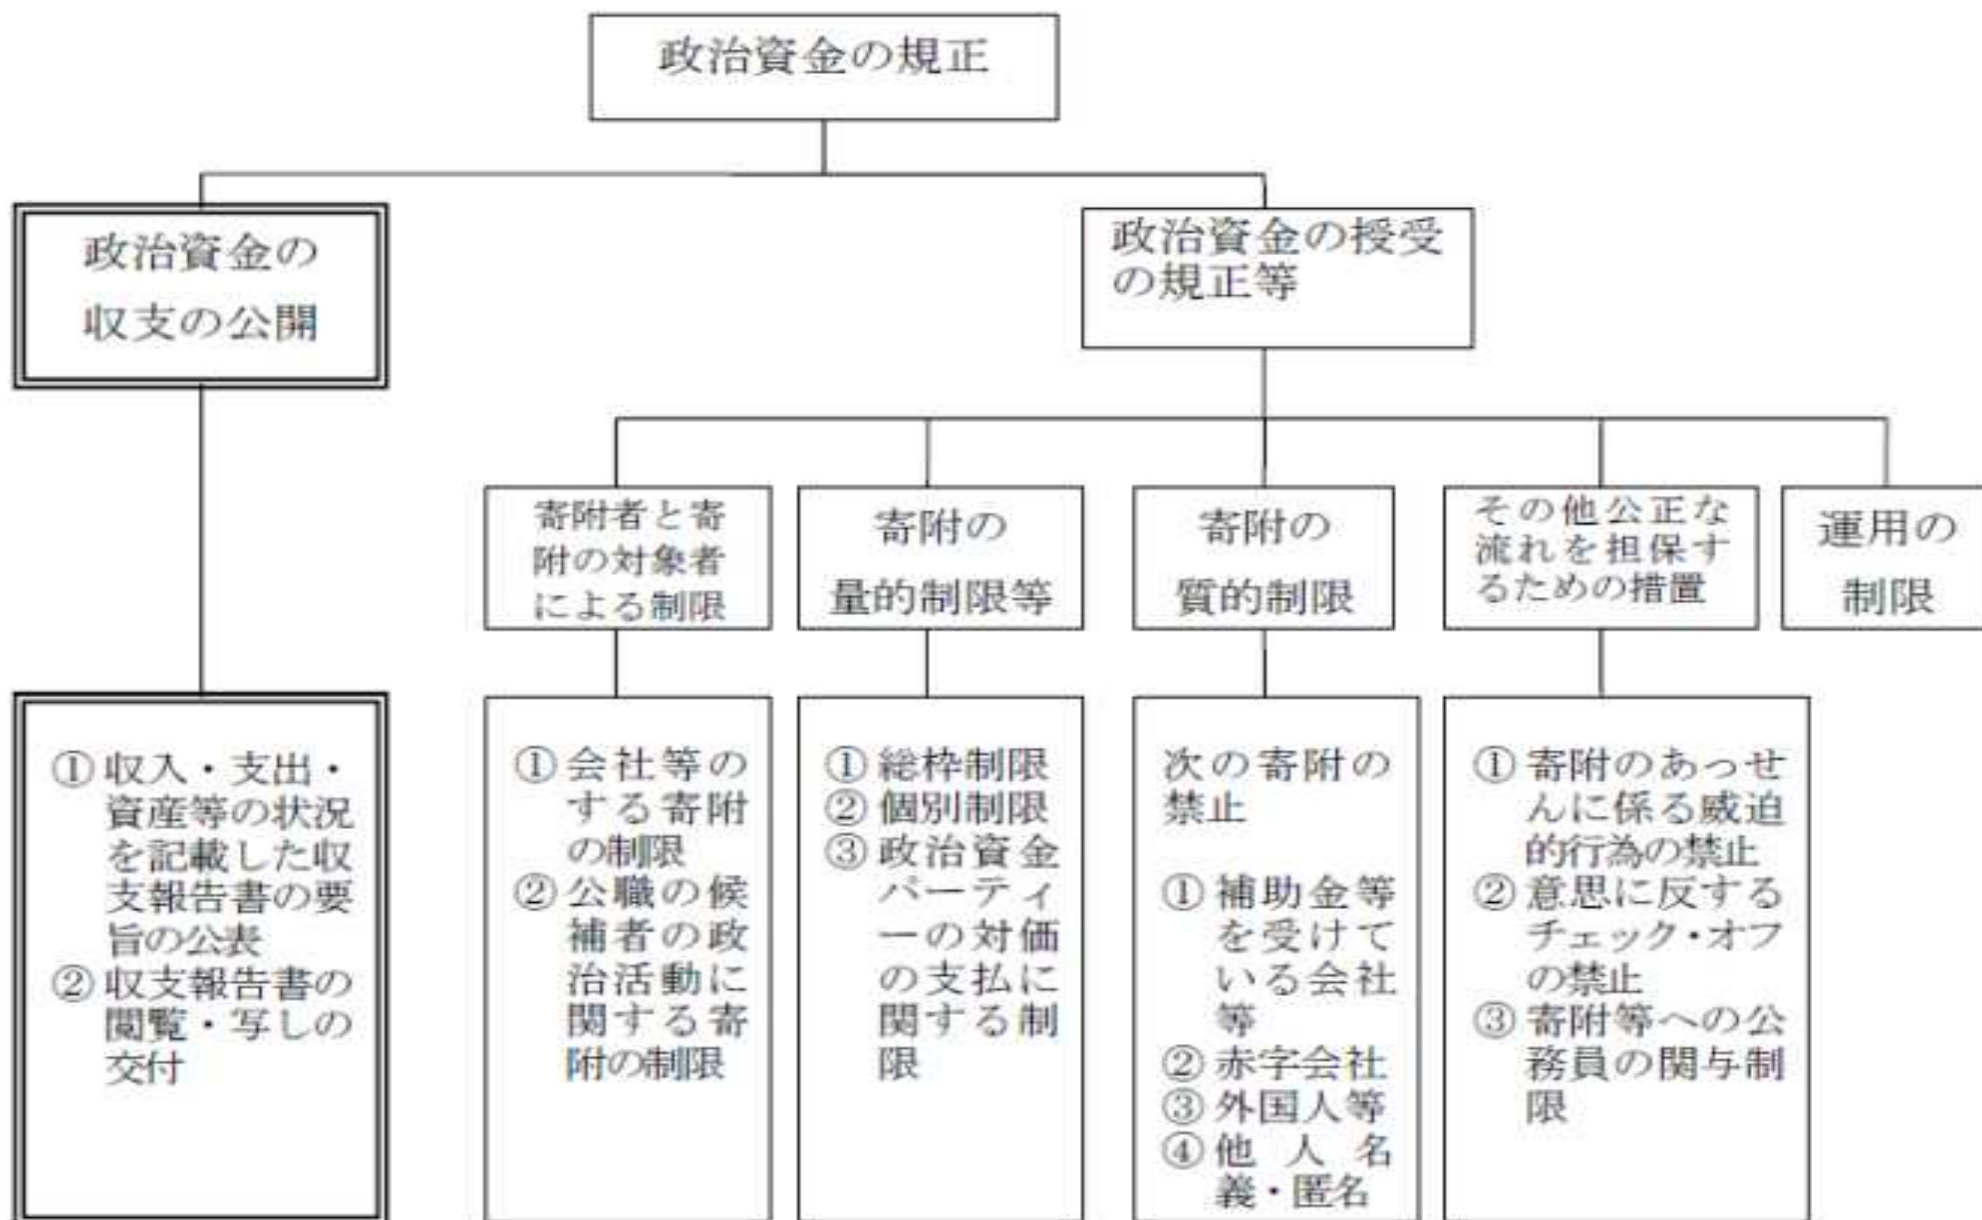 政治資金の規正
政治資金の
収支の公開
政治資金の授受
の規正等
寄附者と寄
附の対象者
による制限
寄附の
量的制限等
寄附の
質的制限
その他公正な
流れを担保す
るための措置
運用の
制限
①収入・支出・
資産等の状況
を記載した収
支報告書の要
旨の公表
②収支報告書の
閲覧・写しの
交付
①会社等の
する寄附
の制限
②公職の候
補者の政
治活動に
関する寄
附の制限
①総枠制限
②個別制限
③政治資金
パーティ
ーの対価
の支払に
関する制
限
次の寄附の
禁止
①補助金等
を受けて
いる会社
等
②赤字会社
③外国人等
④他人名
義・匿名
①寄附のあっせ
んに係る威迫
的行為の禁止
②意思に反する
チェック・オフ
の禁止
③寄附等への公
務員の関与制
限